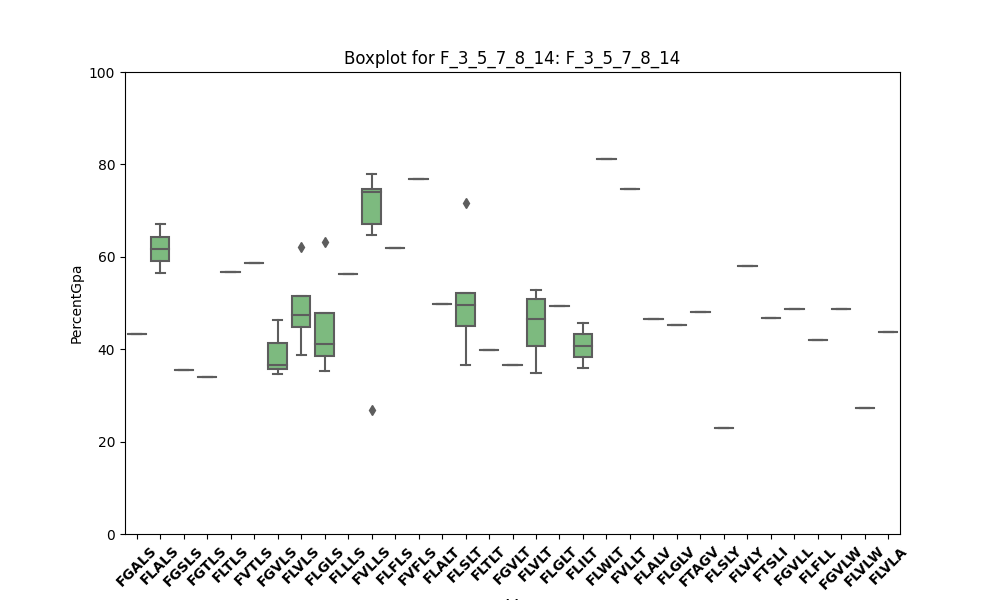 Boxplot for F_3_5_7_8_14: F_3_5_7_8_14
100
80
60
40
20
0
PercentGpa
FGALS
FLALS
FGSLS
FGTLS
FLTLS
FVTLS
FGVLS
FLVLS
FLGLS
FLLLS
FVLLS
FLFLS
FVFLS
FLALT
FLSLT
FLTLT
FGVLT
FLVLT
FLGLT
FLILT
FLWLT
FVLLT
FLALV
FLGLV
FTAGV
FLSLY
FLVLY
FTSLI
FGVLL
FLFLL
FGVLW
FLVLW
FLVLA